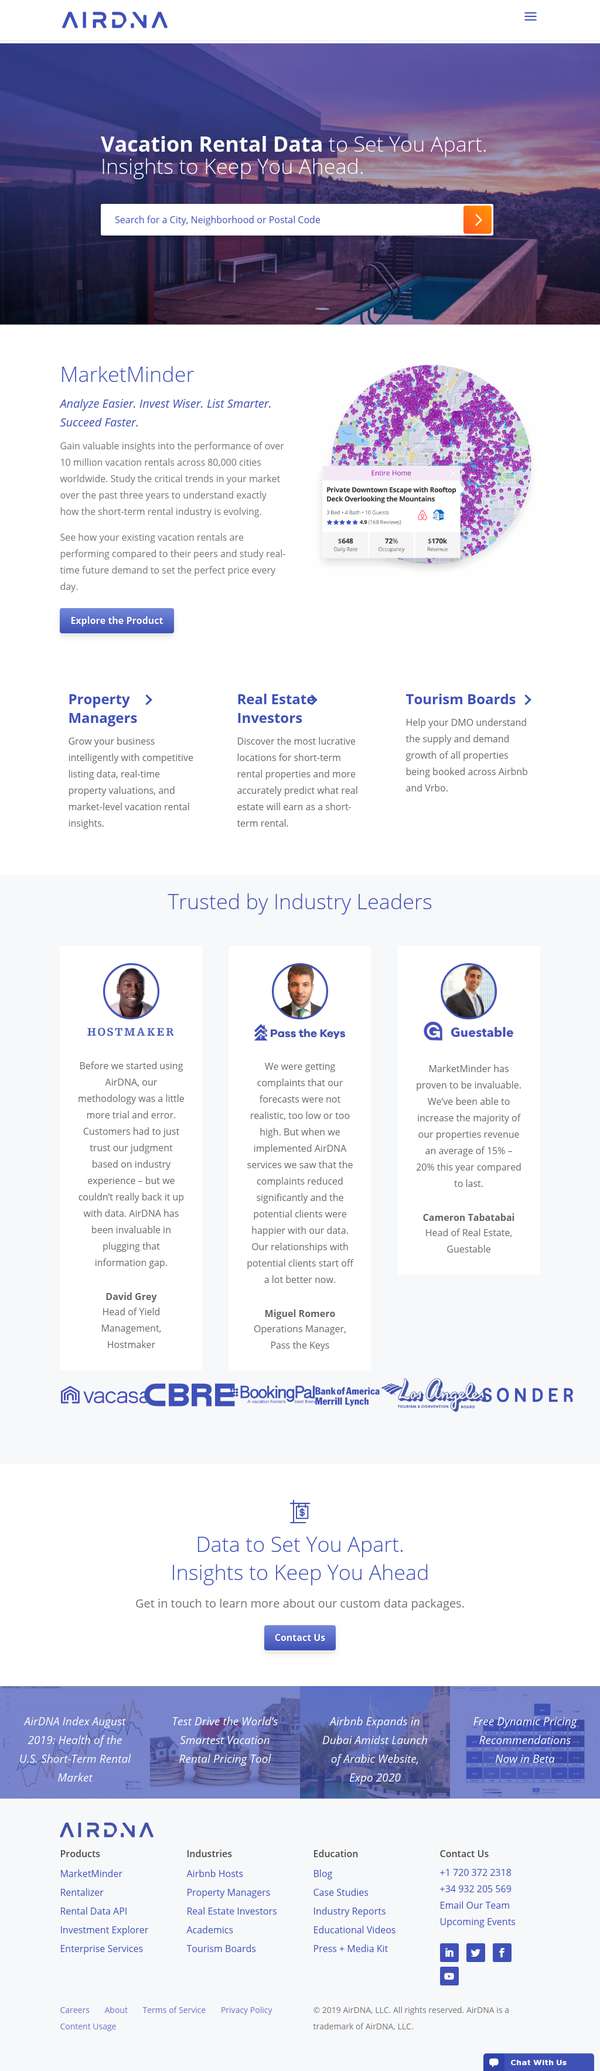 AIRDNA
Vacation Rental Data to Set You Apart.
Insights to Keep You Ahead.
Search for a City, Neighborhood or Postal Code
MarketMinder
Analyze Easier. Invest Wiser. List Smarter.
Succeed Faster.
Gain valuable insights into the performance of over
10 million vacation rentals across 80,000 cities
worldwide. Study the critical trends in your market
over the past three years to understand exactly
how the short-term rental industry is evolving.
See how your existing vacation rentals are
performing compared to their peers and study real-
time future demand to set the perfect price every
day.
Explore the Product
Entire Home
Private Downtown Escape with Rooftop
Deck Overlooking the Mountains
3 Bed • 4 Bath • 10 Guests
4.9 (168 Reviews)
$648 72% $170k
Daily Rate Occupancy Revenue
Property
Managers
Grow your business
intelligently with competitive
listing data, real-time
property valuations, and
market-level vacation rental
insights.
Real Estate
Investors
Discover the most lucrative
locations for short-term
rental properties and more
accurately predict what real
estate will earn as a short-
term rental.
Tourism Boards
Help your DMO understand
the supply and demand
growth of all properties
being booked across Airbnb
and Vrbo.
Trusted by Industry Leaders
HOSTMAKER
Before we started using
AirDNA, our
methodology was a little
more trial and error.
Customers had to just
trust our judgment
based on industry
experience – but we
couldn't really back it up
with data. AirDNA has
been invaluable in
plugging that
information gap.
David Grey
Head of Yield
Management,
Hostmaker
Pass the Keys
We were getting
complaints that our
forecasts were not
realistic, too low or too
high. But when we
implemented AirDNA
services we saw that the
complaints reduced
significantly and the
potential clients were
happier with our data.
Our relationships with
potential clients start off
a lot better now.
Miguel Romero
Operations Manager,
Pass the Keys
Guestable
MarketMinder has
proven to be invaluable.
We've been able to
increase the majority of
our properties revenue
an average of 15% –
20% this year compared
to last.
Cameron Tabatabai
Head of Real Estate,
Guestable
vacasa
CBRE
BookingPal
Bank of America
Merrill Lynch
Los Angeles
TOURISM & CONVENTION BOARD
SONDER
Data to Set You Apart.
Insights to Keep You Ahead
Get in touch to learn more about our custom data packages.
Contact Us
AirDNA Index August
2019: Health of the
U.S. Short-Term Rental
Market
Test Drive the World's
Smartest Vacation
Rental Pricing Tool
Airbnb Expands in
Dubai Amidst Launch
of Arabic Website,
Expo 2020
Free Dynamic Pricing
Recommendations
Now in Beta
AIRDNA
Products
MarketMinder
Rentalizer
Rental Data API
Investment Explorer
Enterprise Services
Industries
Airbnb Hosts
Property Managers
Real Estate Investors
Academics
Tourism Boards
Education
Blog
Case Studies
Industry Reports
Educational Videos
Press + Media Kit
Contact Us
+1 720 372 2318
+34 932 205 569
Email Our Team
Upcoming Events
Careers About Terms of Service Privacy Policy
Content Usage
© 2019 AirDNA, LLC. All rights reserved. AirDNA is a
trademark of AirDNA, LLC.
Chat With Us